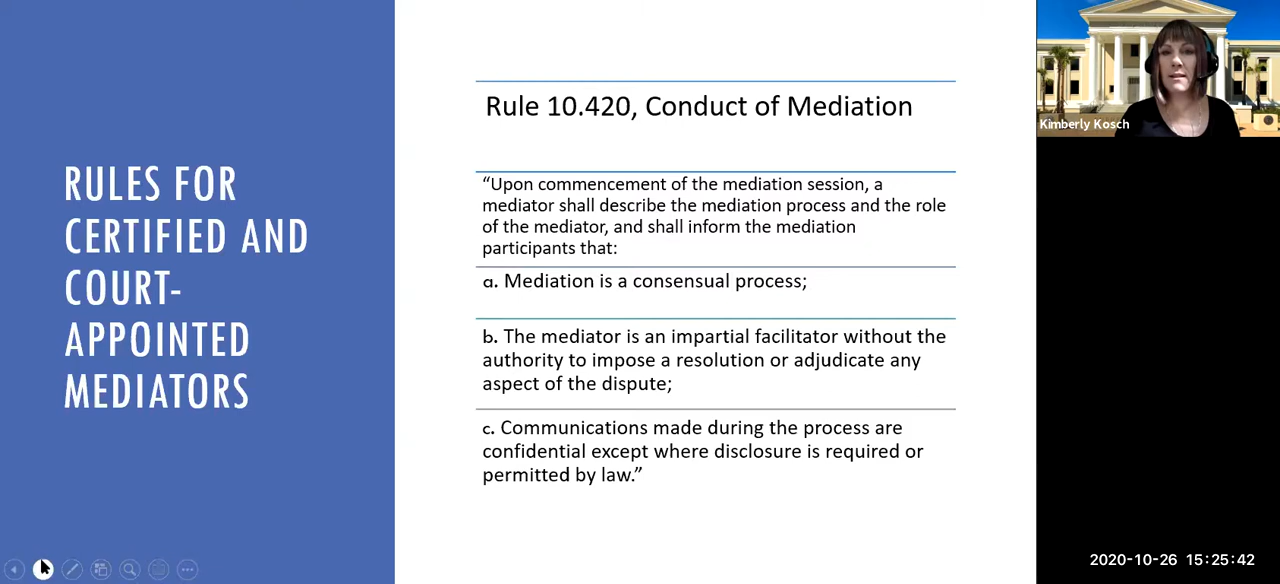 RULES FOR
CERTIFIED AND
COURT-
APPOINTED
MEDIATORS
Rule 10.420, Conduct of Mediation
“Upon commencement of the mediation session, a
mediator shall describe the mediation process and the role
of the mediator, and shall inform the mediation
participants that:
a. Mediation is a consensual process;
b. The mediator is an impartial facilitator without the
authority to impose a resolution or adjudicate any
aspect of the dispute;
c. Communications made during the process are
confidential except where disclosure is required or
permitted by law.”
Kimberly Kosch
2020-10-26 15:25:42